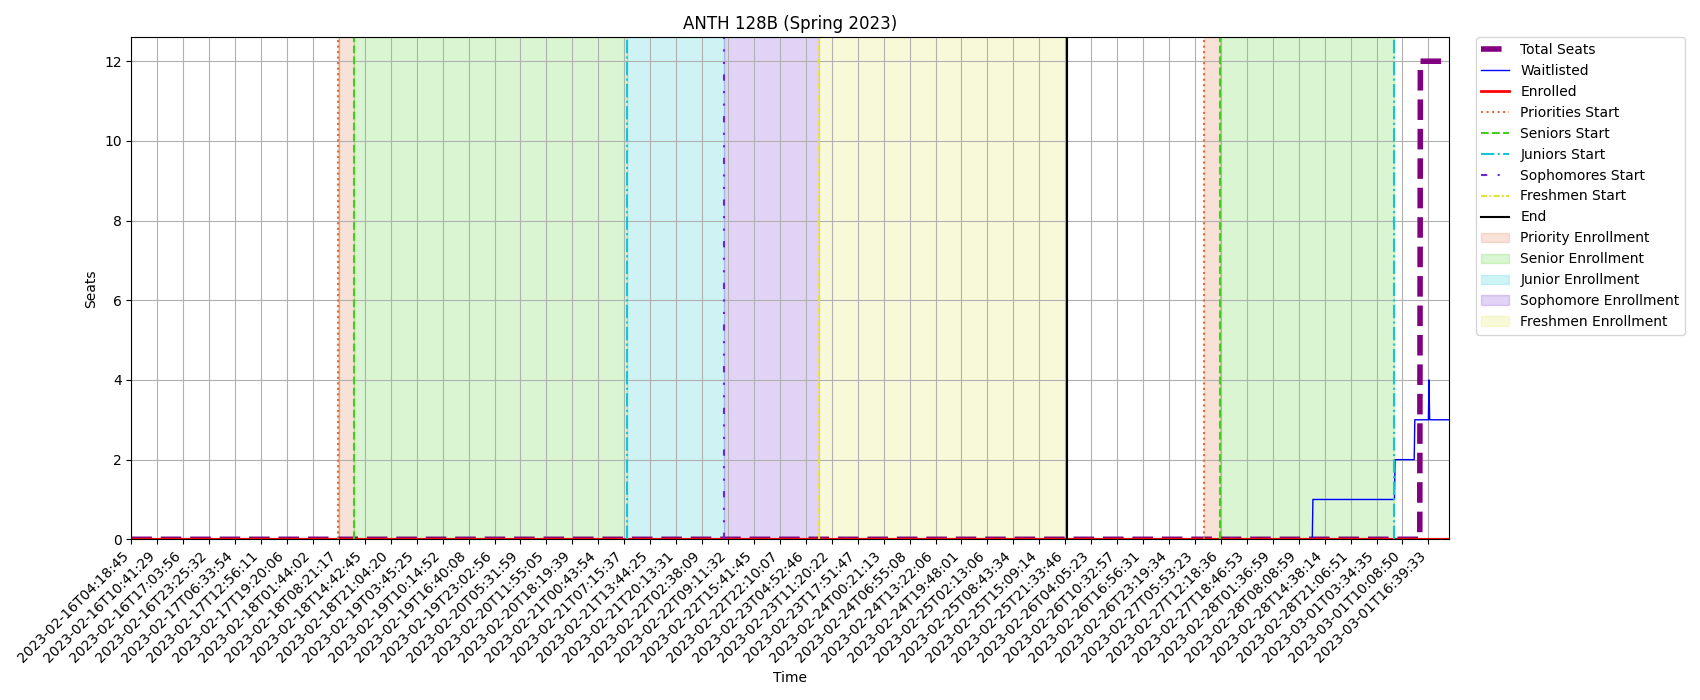 ANTH 128B (Spring 2023)
Seats
12
10
8
6
4
2
0
2023-02-16T04:18:45
2023-02-16T10:41:29
2023-02-16T17:03:56
2023-02-16T23:25:32
2023-02-17T06:33:54
2023-02-17T12:56:11
2023-02-17T19:20:06
2023-02-18T01:44:02
2023-02-18T08:21:17
2023-02-18T14:42:45
2023-02-18T21:04:20
2023-02-19T03:45:25
2023-02-19T10:14:52
2023-02-19T16:40:08
2023-02-19T23:02:56
2023-02-20T05:31:59
2023-02-20T11:55:05
2023-02-20T18:19:39
2023-02-21T00:43:54
2023-02-21T07:15:37
2023-02-21T13:44:25
2023-02-21T20:13:31
2023-02-22T02:38:09
2023-02-22T09:11:32
2023-02-22T15:41:45
2023-02-22T22:10:07
2023-02-23T04:52:46
2023-02-23T11:20:22
2023-02-23T17:51:47
2023-02-24T00:21:13
2023-02-24T06:55:08
2023-02-24T13:22:06
2023-02-24T19:48:01
2023-02-25T02:13:06
2023-02-25T08:43:34
2023-02-25T15:09:14
2023-02-25T21:33:46
2023-02-26T04:05:23
2023-02-26T10:32:57
2023-02-26T16:56:31
2023-02-26T23:19:34
2023-02-27T05:53:23
2023-02-27T12:18:36
2023-02-27T18:46:53
2023-02-28T01:36:59
2023-02-28T08:08:59
2023-02-28T14:38:14
2023-02-28T21:06:51
2023-03-01T03:34:35
2023-03-01T10:08:50
2023-03-01T16:39:33
Time
Total Seats
Waitlisted
Enrolled
Priorities Start
Seniors Start
Juniors Start
Sophomores Start
Freshmen Start
End
Priority Enrollment
Senior Enrollment
Junior Enrollment
Sophomore Enrollment
Freshmen Enrollment